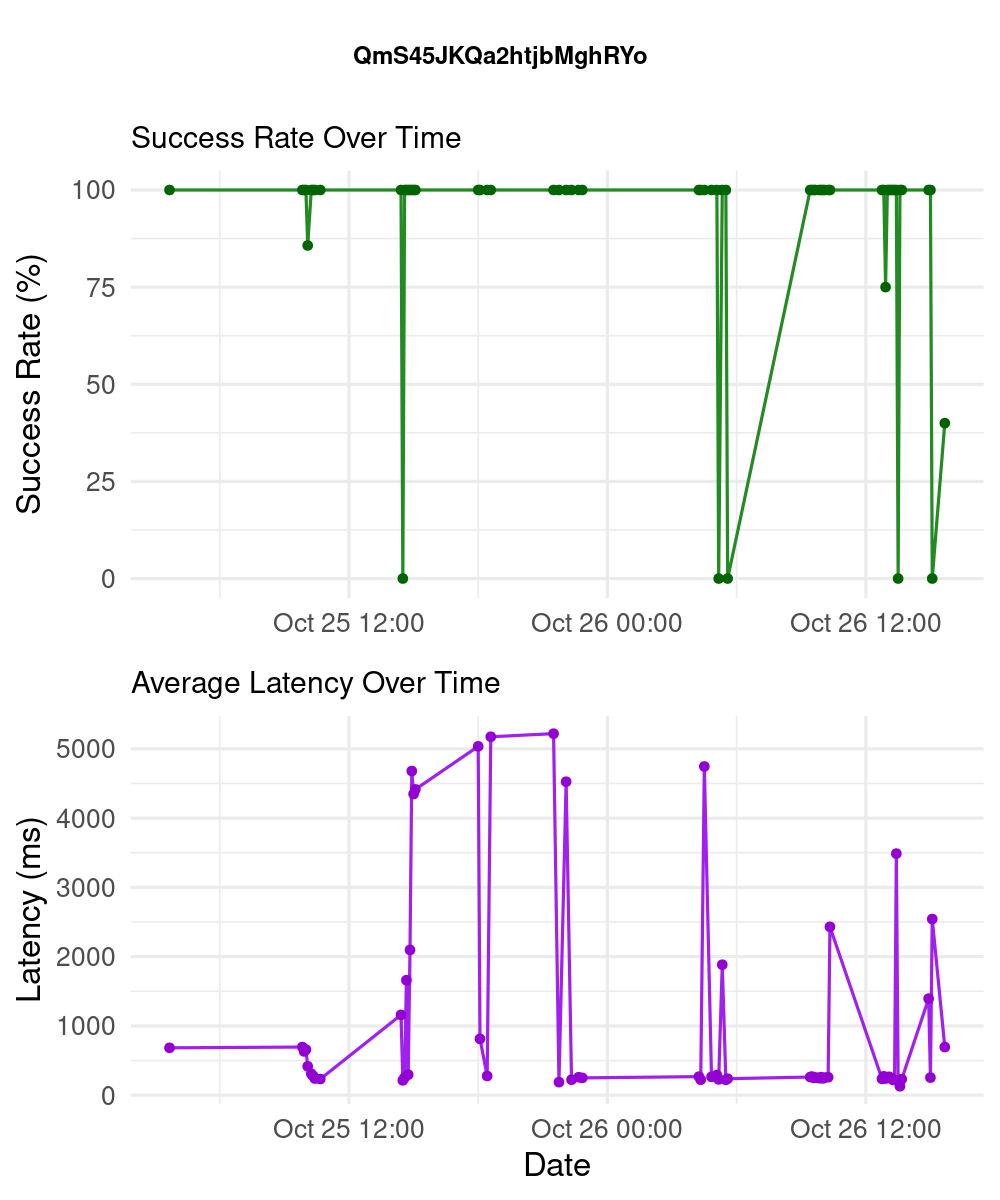 QmS45JKQa2htjbMghRYo
Success Rate Over Time
100
75
50
25
0
Success Rate (%)
Oct 25 12:00 Oct 26 00:00 Oct 26 12:00
Average Latency Over Time
5000
4000
3000
2000
1000
0
Latency (ms)
Oct 25 12:00 Oct 26 00:00 Oct 26 12:00
Date